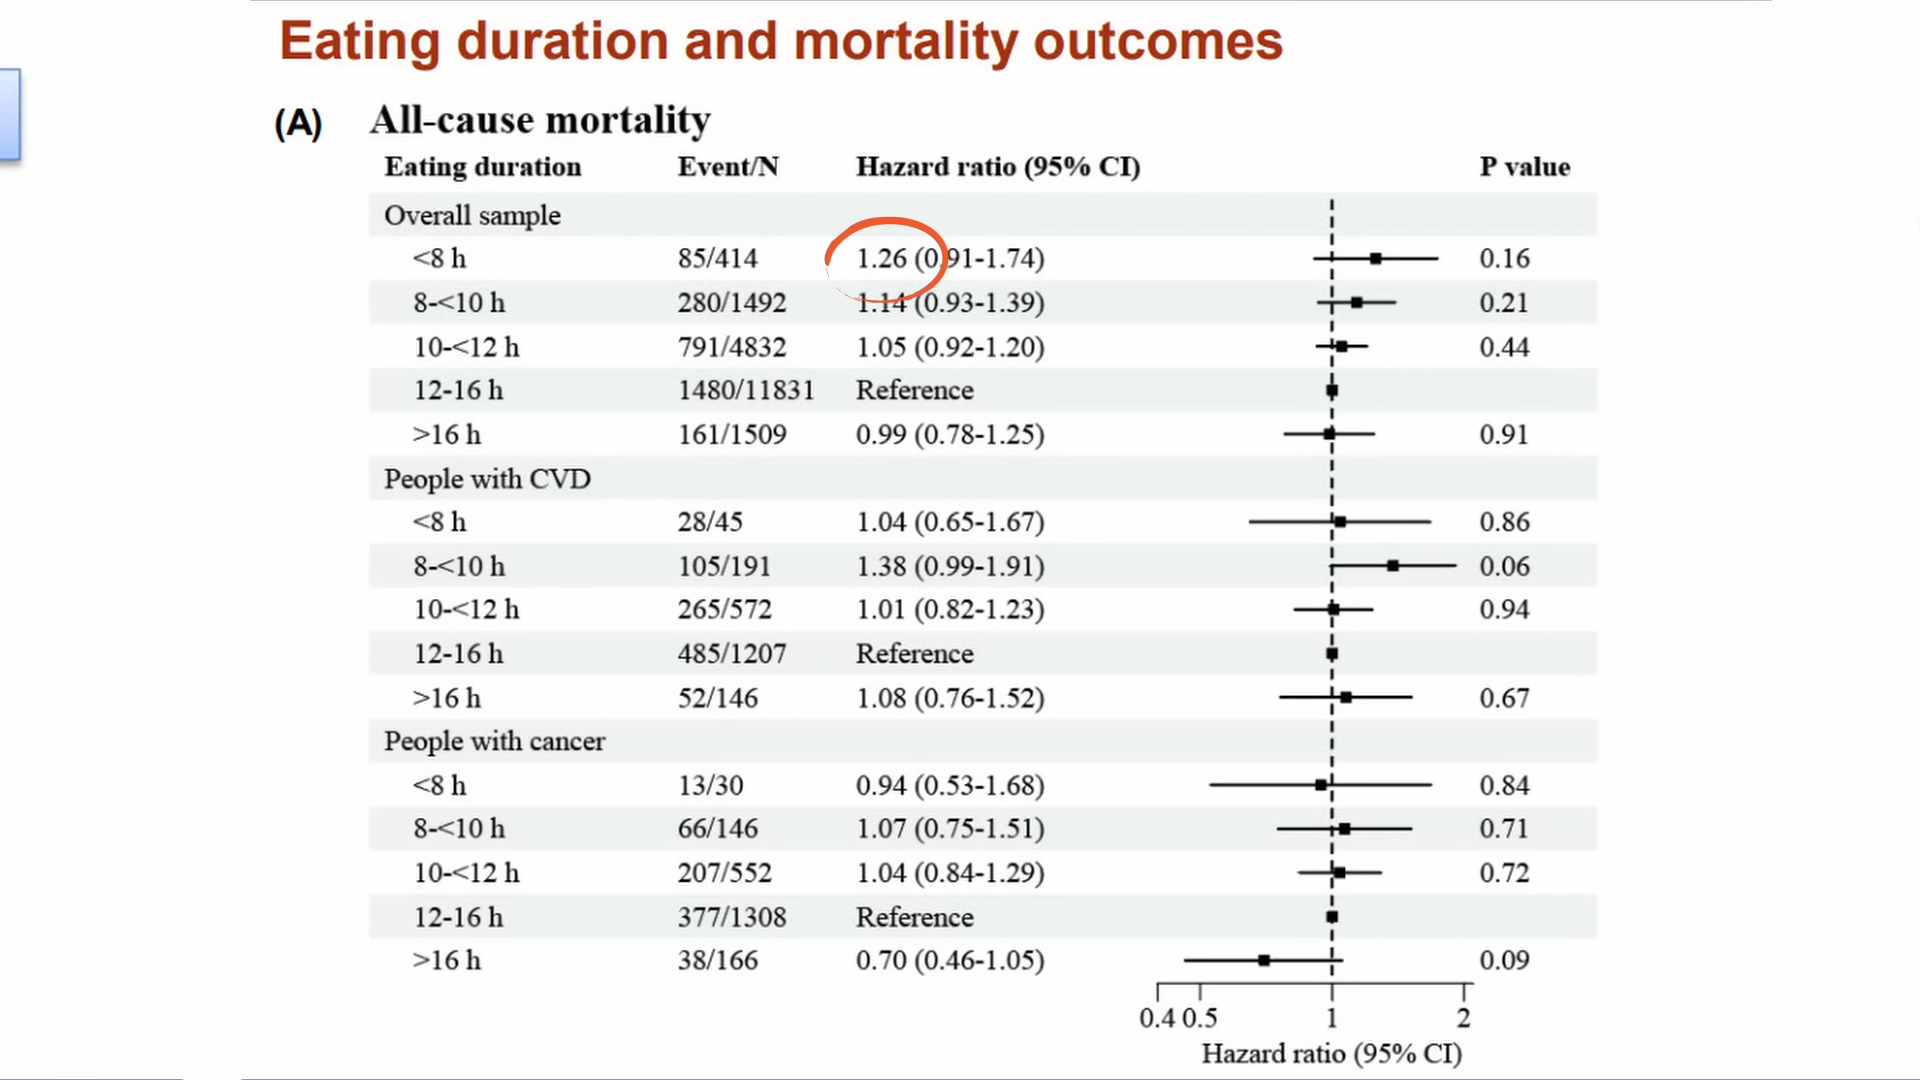 Eating duration and mortality outcomes
(A) All-cause mortality
Eating duration Event/N Hazard ratio (95% CI) P value
Overall sample
<8 h 85/414 1.26 (0.91-1.74) 0.16
8-<10 h 280/1492 1.14 (0.93-1.39) 0.21
10-<12 h 791/4832 1.05 (0.92-1.20) 0.44
12-16 h 1480/11831 Reference
>16 h 161/1509 0.99 (0.78-1.25) 0.91
People with CVD
<8 h 28/45 1.04 (0.65-1.67) 0.86
8-<10 h 105/191 1.38 (0.99-1.91) 0.06
10-<12 h 265/572 1.01 (0.82-1.23) 0.94
12-16 h 485/1207 Reference
>16 h 52/146 1.08 (0.76-1.52) 0.67
People with cancer
<8 h 13/30 0.94 (0.53-1.68) 0.84
8-<10 h 66/146 1.07 (0.75-1.51) 0.71
10-<12 h 207/552 1.04 (0.84-1.29) 0.72
12-16 h 377/1308 Reference
>16 h 38/166 0.70 (0.46-1.05) 0.09
0.4 0.5 1 2
Hazard ratio (95% CI)